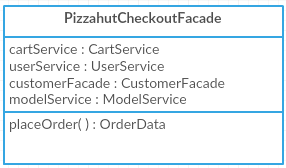 PizzahutCheckoutFacade
cartService : CartService
userService : UserService
customerFacade : CustomerFacade
modelService : ModelService
placeOrder( ) : OrderData